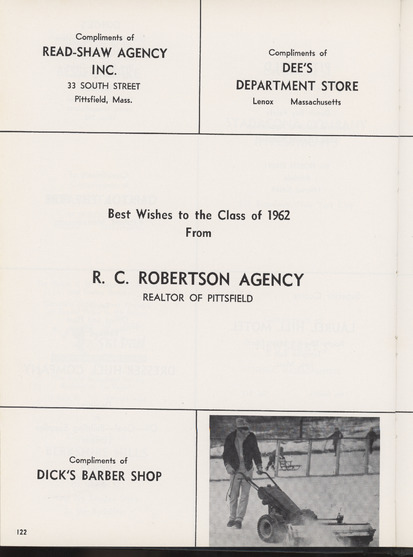 Compliments of
READ-SHAW AGENCY
INC.
33 SOUTH STREET
Pittsfield, Mass.
Compliments of
DEE'S
DEPARTMENT STORE
Lenox Massachusetts
Best Wishes to the Class of 1962
From
R. C. ROBERTSON AGENCY
REALTOR OF PITTSFIELD
Compliments of
DICK'S BARBER SHOP
122